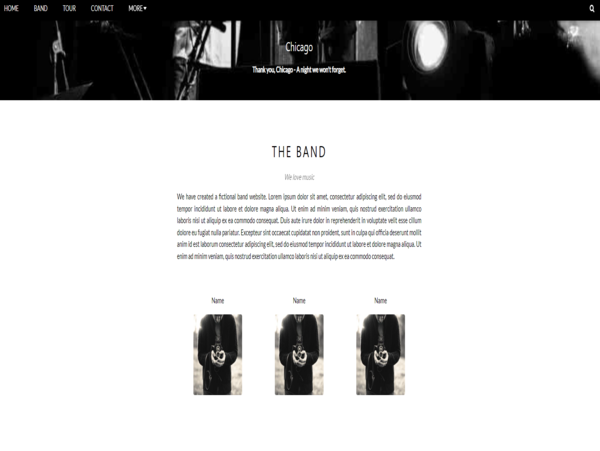 HOME BAND TOUR CONTACT MORE
Chicago
Thank you, Chicago - A night we won't forget.
THE BAND
We love music
We have created a fictional band website. Lorem ipsum dolor sit amet, consectetur adipiscing elit, sed do eiusmod
tempor incididunt ut labore et dolore magna aliqua. Ut enim ad minim veniam, quis nostrud exercitation ullamco
laboris nisi ut aliquip ex ea commodo consequat. Duis aute irure dolor in reprehenderit in voluptate velit esse cillum
dolore eu fugiat nulla pariatur. Excepteur sint occaecat cupidatat non proident, sunt in culpa qui officia deserunt mollit
anim id est laborum consectetur adipiscing elit, sed do eiusmod tempor incididunt ut labore et dolore magna aliqua. Ut
enim ad minim veniam, quis nostrud exercitation ullamco laboris nisi ut aliquip ex ea commodo consequat.
Name Name Name